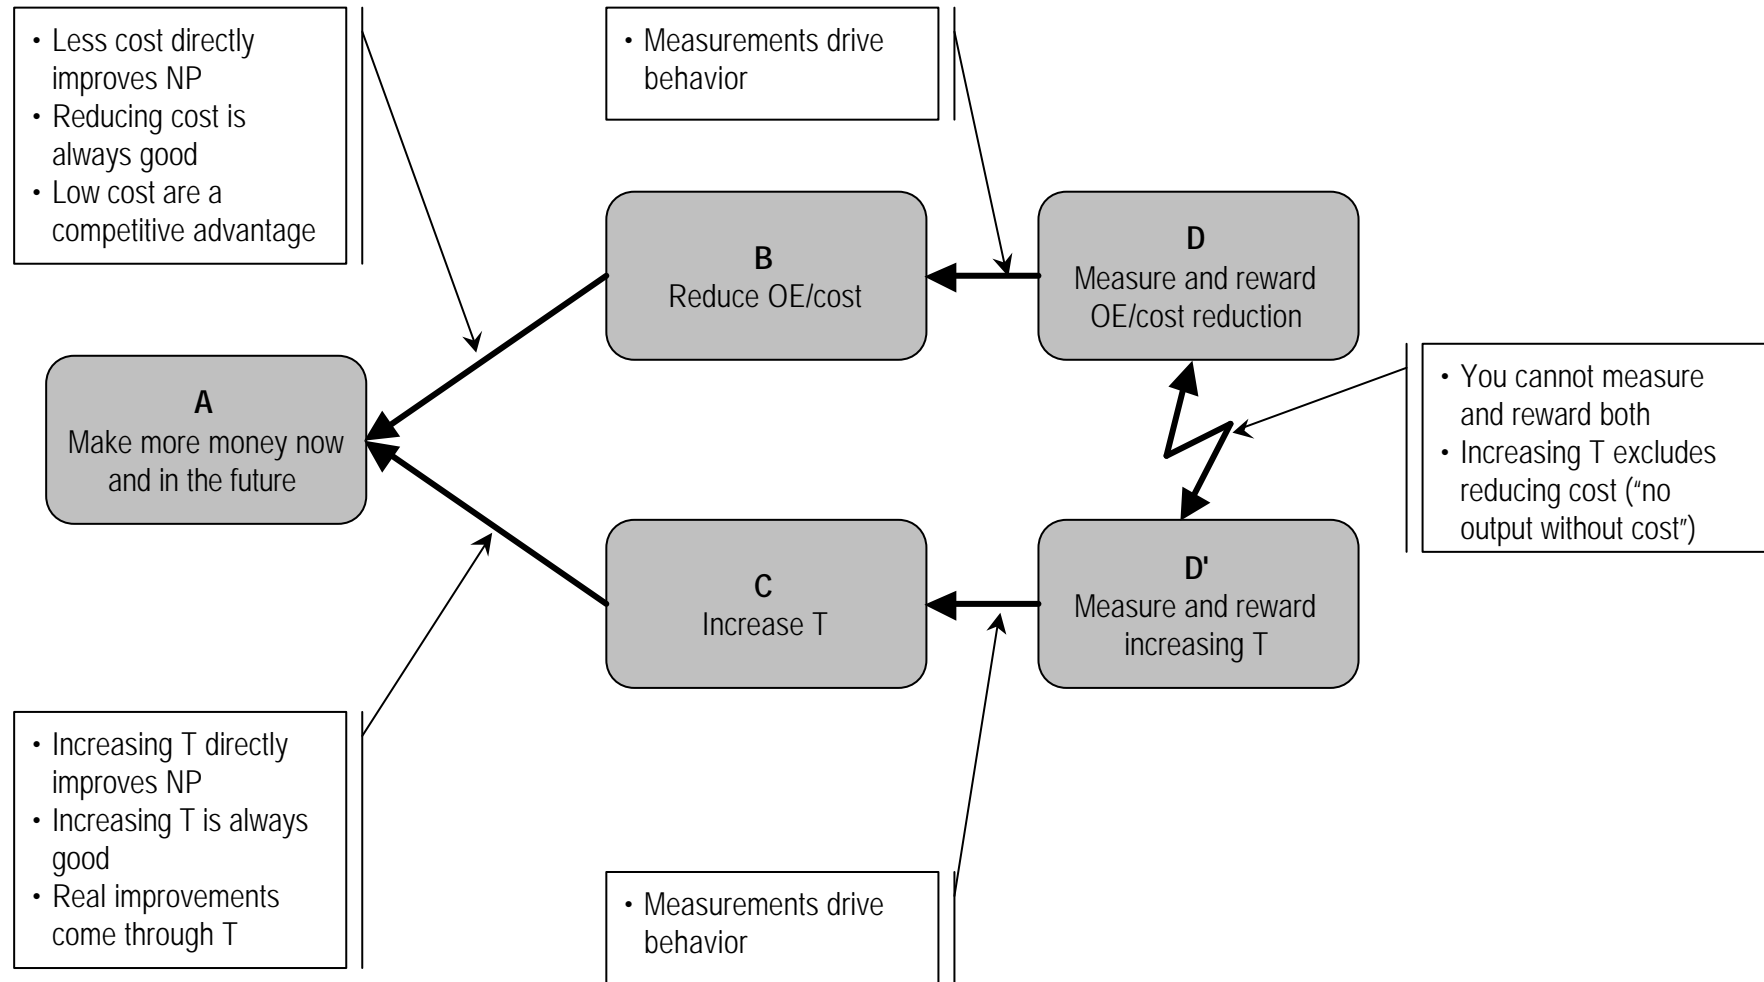 • Less cost directly
improves NP
• Reducing cost is
always good
• Low cost are a
competitive advantage
• Measurements drive
behavior
B
Reduce OE/cost
D
Measure and reward
OE/cost reduction
A
Make more money now
and in the future
• You cannot measure
and reward both
• Increasing T excludes
reducing cost (“no
output without cost”)
C
Increase T
D'
Measure and reward
increasing T
• Increasing T directly
improves NP
• Increasing T is always
good
• Real improvements
come through T
• Measurements drive
behavior